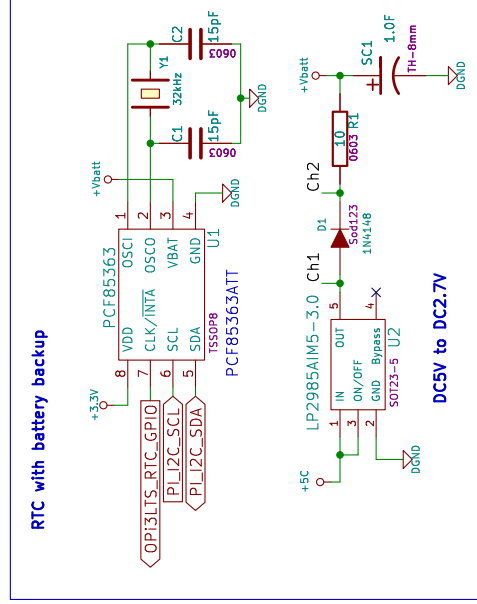 RTC with battery backup
+3.3V
OPi3LTS_RTC_GPIO
PI_I2C_SCL
PI_I2C_SDA
8
7
6
5
VDD
CLK/INTA
SCL
SDA
PCF85363
OSCI
OSCO
VBAT
GND
U1
TSSOP8
PCF85363ATT
1
2
3
4
+Vbatt
DGND
Y1
32kHz
C2
15pF
0603
C1
15pF
0603
DGND
DC5V to DC2.7V
+5C
DGND
1
3
2
IN
ON/OFF
GND
LP2985AIM5-3.0
OUT
Bypass
U2
SOT23-5
5
4
Ch1
D1
Sod123
1N4148
Ch2
10
R1
0603
+Vbatt
SC1
1.0F
TH-8mm
DGND